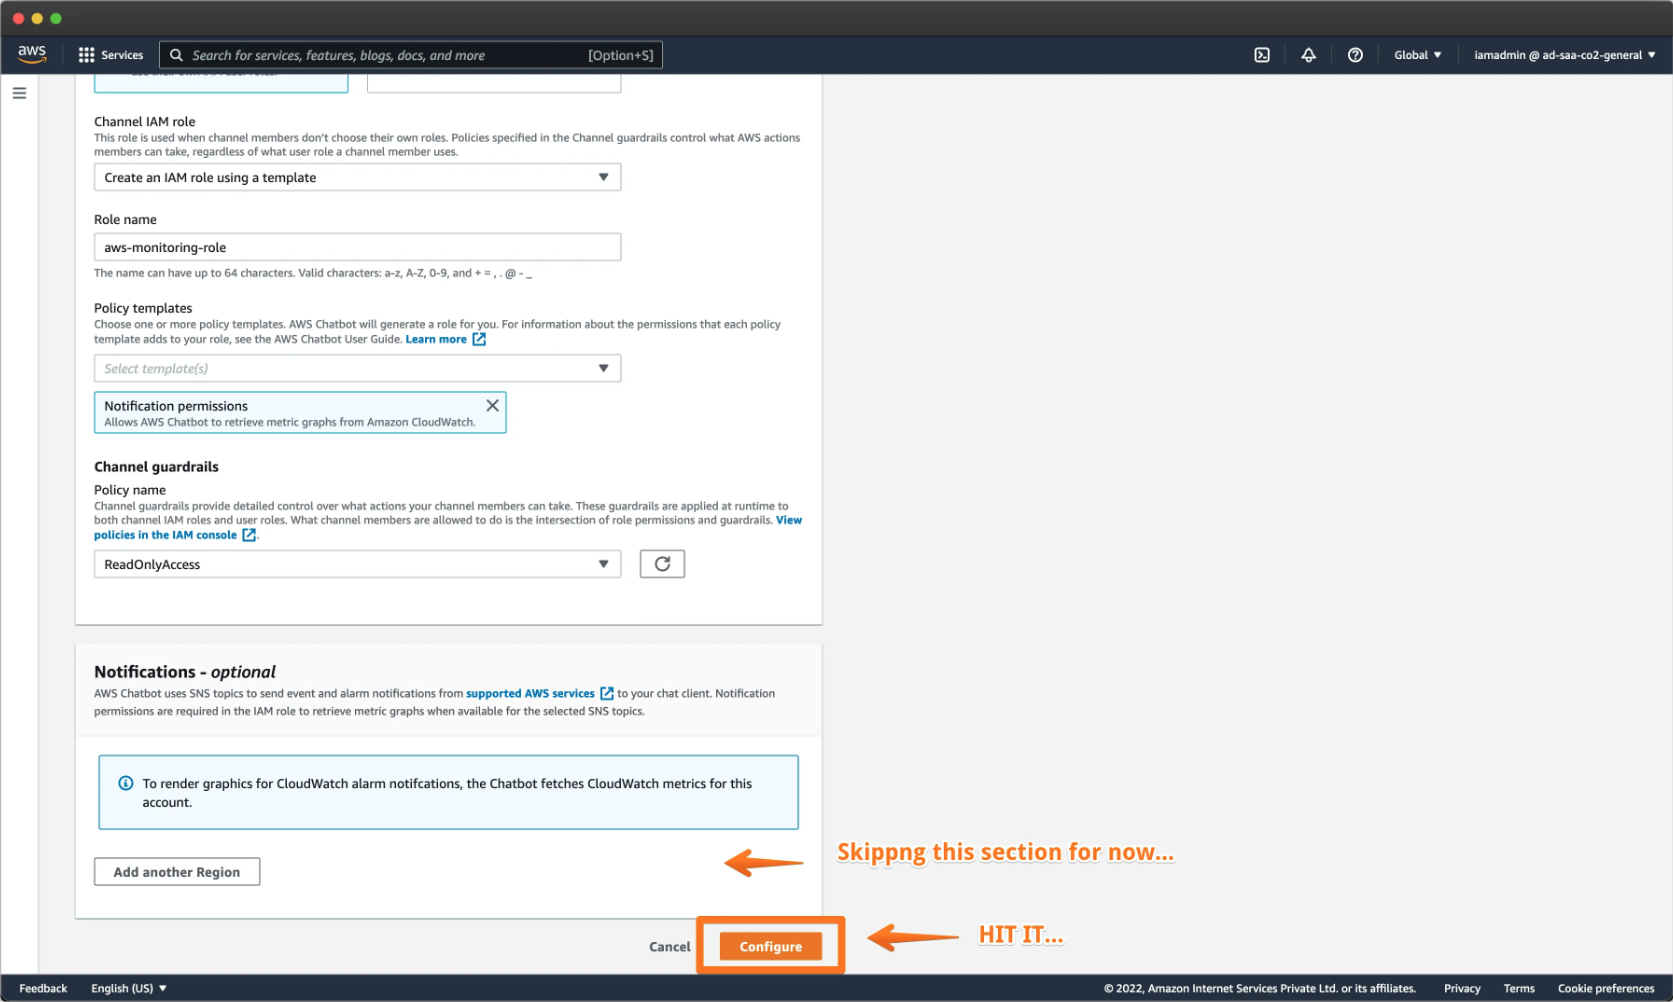 aws
Services
Search for services, features, blogs, docs, and more
[Option+S]
Global
iamadmin @ ad-saa-co2-general
Channel IAM role
This role is used when channel members don't choose their own roles. Policies specified in the Channel guardrails control what AWS actions
members can take, regardless of what user role a channel member uses.
Create an IAM role using a template
Role name
aws-monitoring-role
The name can have up to 64 characters. Valid characters: a-z, A-Z, 0-9, and + = , . @ - _
Policy templates
Choose one or more policy templates. AWS Chatbot will generate a role for you. For information about the permissions that each policy
template adds to your role, see the AWS Chatbot User Guide. Learn more
Select template(s)
Notification permissions
Allows AWS Chatbot to retrieve metric graphs from Amazon CloudWatch.
Channel guardrails
Policy name
Channel guardrails provide detailed control over what actions your channel members can take. These guardrails are applied at runtime to
both channel IAM roles and user roles. What channel members are allowed to do is the intersection of role permissions and guardrails. View
policies in the IAM console.
ReadOnlyAccess
Notifications - optional
AWS Chatbot uses SNS topics to send event and alarm notifications from supported AWS services to your chat client. Notification
permissions are required in the IAM role to retrieve metric graphs when available for the selected SNS topics.
To render graphics for CloudWatch alarm notifcations, the Chatbot fetches CloudWatch metrics for this
account.
Skippng this section for now...
Add another Region
HIT IT...
Cancel
Configure
Feedback
English (US)
© 2022, Amazon Internet Services Private Ltd. or its affiliates.
Privacy
Terms
Cookie preferences